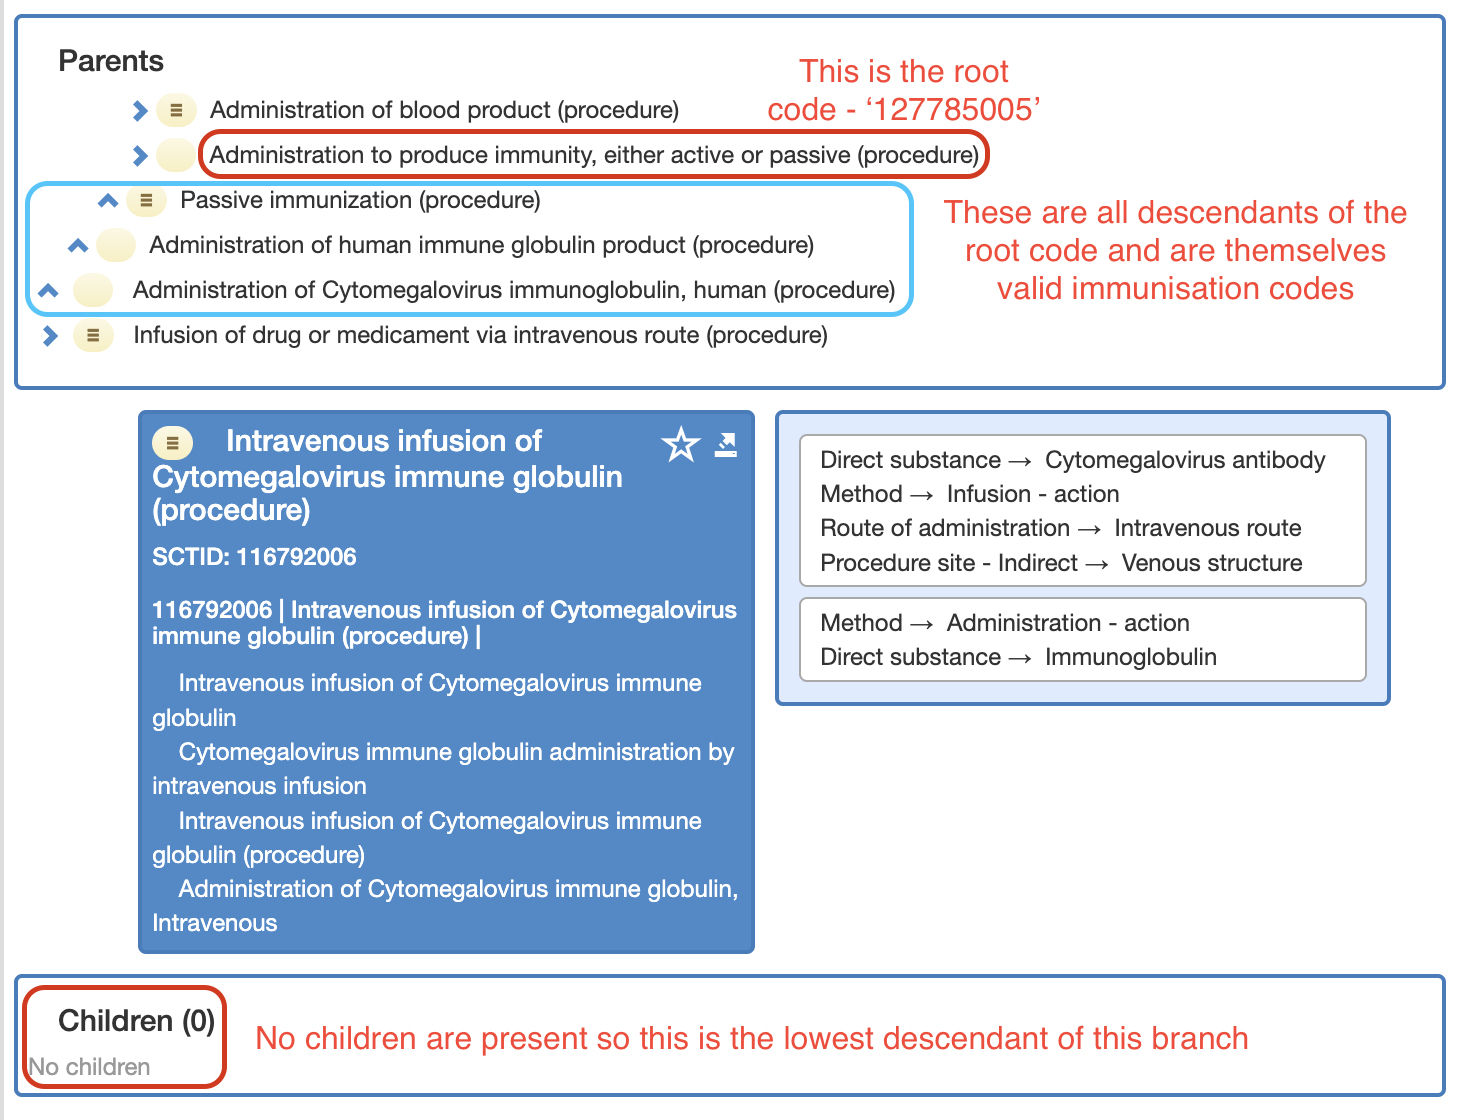 Parents
This is the root
code - ‘127785005’
Administration of blood product (procedure)
Administration to produce immunity, either active or passive (procedure)
Passive immunization (procedure)
Administration of human immune globulin product (procedure)
Administration of Cytomegalovirus immunoglobulin, human (procedure)
Infusion of drug or medicament via intravenous route (procedure)
These are all descendants of the
root code and are themselves
valid immunisation codes
Intravenous infusion of
Cytomegalovirus immune globulin
(procedure)
SCTID: 116792006
116792006 | Intravenous infusion of Cytomegalovirus
immune globulin (procedure) |
Intravenous infusion of Cytomegalovirus immune
globulin
Cytomegalovirus immune globulin administration by
intravenous infusion
Intravenous infusion of Cytomegalovirus immune
globulin (procedure)
Administration of Cytomegalovirus immune globulin,
Intravenous
Direct substance → Cytomegalovirus antibody
Method → Infusion - action
Route of administration → Intravenous route
Procedure site - Indirect → Venous structure
Method → Administration - action
Direct substance → Immunoglobulin
Children (0)
No children
No children are present so this is the lowest descendant of this branch